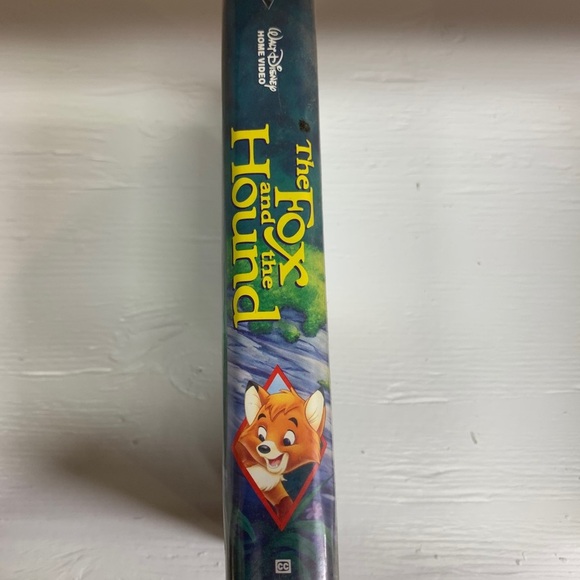 WALT DISNEY
HOME VIDEO
The Fox
and the
Hound
CC